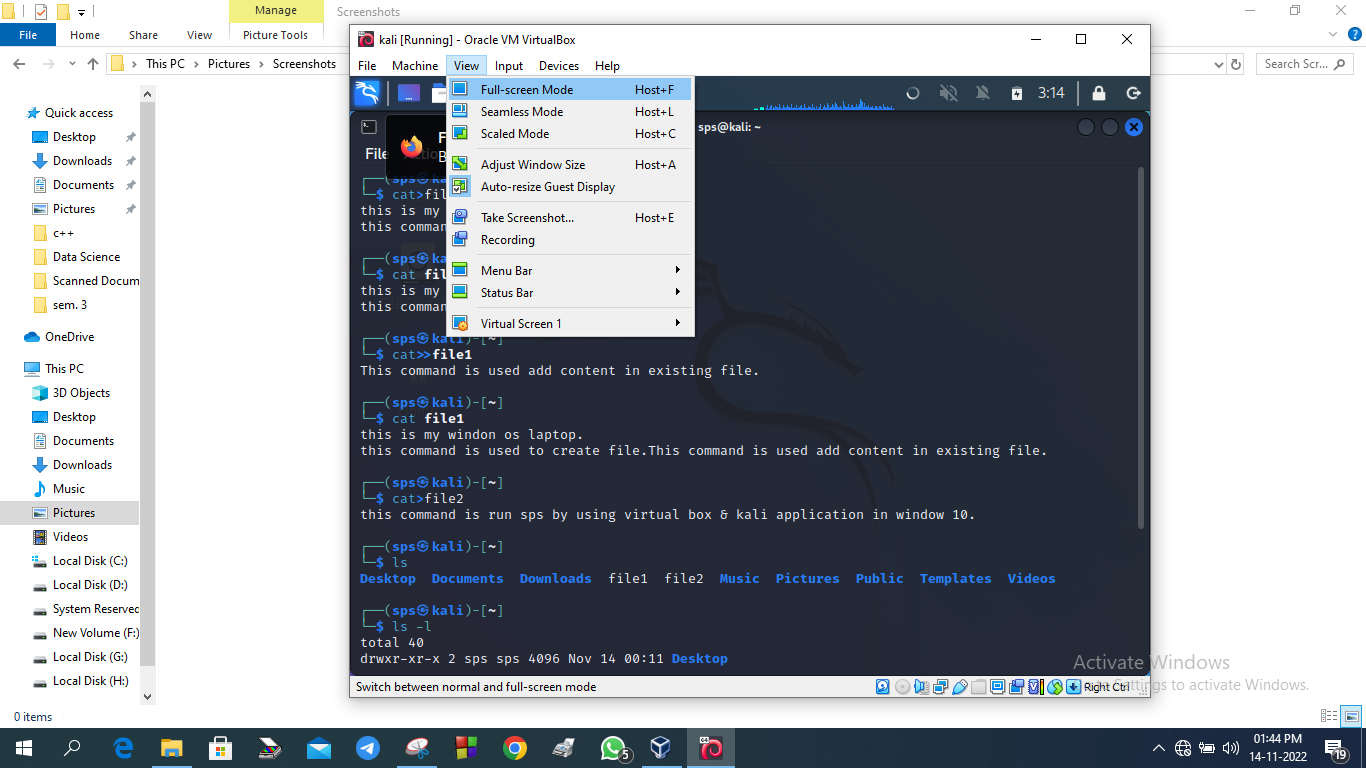 Manage
Screenshots
File
Home
Share
View
Picture Tools
This PC
Pictures
Screenshots
Search Scr...
Quick access
Desktop
Downloads
Documents
Pictures
c++
Data Science
Scanned Docum
sem. 3
OneDrive
This PC
3D Objects
Desktop
Documents
Downloads
Music
Pictures
Videos
Local Disk (C:)
Local Disk (D:)
System Reserved
New Volume (F:)
Local Disk (G:)
Local Disk (H:)
0 items
kali [Running] - Oracle VM VirtualBox
File Machine View Input Devices Help
3:14
Full-screen Mode Host+F
Seamless Mode Host+L
Scaled Mode Host+C
Adjust Window Size Host+A
Auto-resize Guest Display
Take Screenshot... Host+E
Recording
Menu Bar
Status Bar
Virtual Screen 1
sps@kali: ~
File
(sps㉿ka
$ cat>fil
this is my
this comman
(sps㉿ka
$ cat fil
this is my
this comman
(sps㉿kali)-[~]
$ cat>>file1
This command is used add content in existing file.
(sps㉿kali)-[~]
$ cat file1
this is my windon os laptop.
this command is used to create file.This command is used add content in existing file.
(sps㉿kali)-[~]
$ cat>file2
this command is run sps by using virtual box & kali application in window 10.
(sps㉿kali)-[~]
$ ls
Desktop Documents Downloads file1 file2 Music Pictures Public Templates Videos
(sps㉿kali)-[~]
$ ls -l
total 40
drwxr-xr-x 2 sps sps 4096 Nov 14 00:11 Desktop
Switch between normal and full-screen mode
Right Ctrl
Activate Windows
Go to Settings to activate Windows.
5
01:44 PM
14-11-2022
19